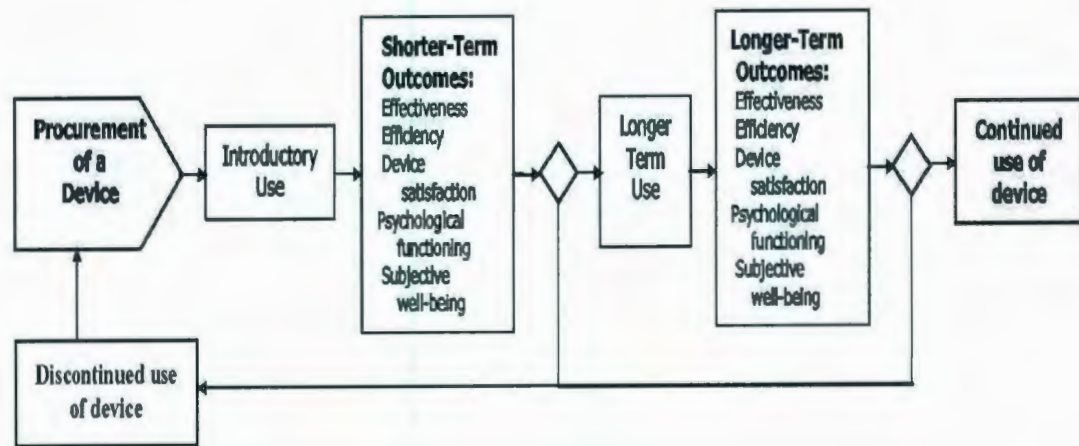 Procurement
of a
Device
Introductory
Use
Shorter-Term
Outcomes:
Effectiveness
Efficiency
Device
satisfaction
Psychological
functioning
Subjective
well-being
Longer
Term
Use
Longer-Term
Outcomes:
Effectiveness
Efficiency
Device
satisfaction
Psychological
functioning
Subjective
well-being
Continued
use of
device
Discontinued use
of device